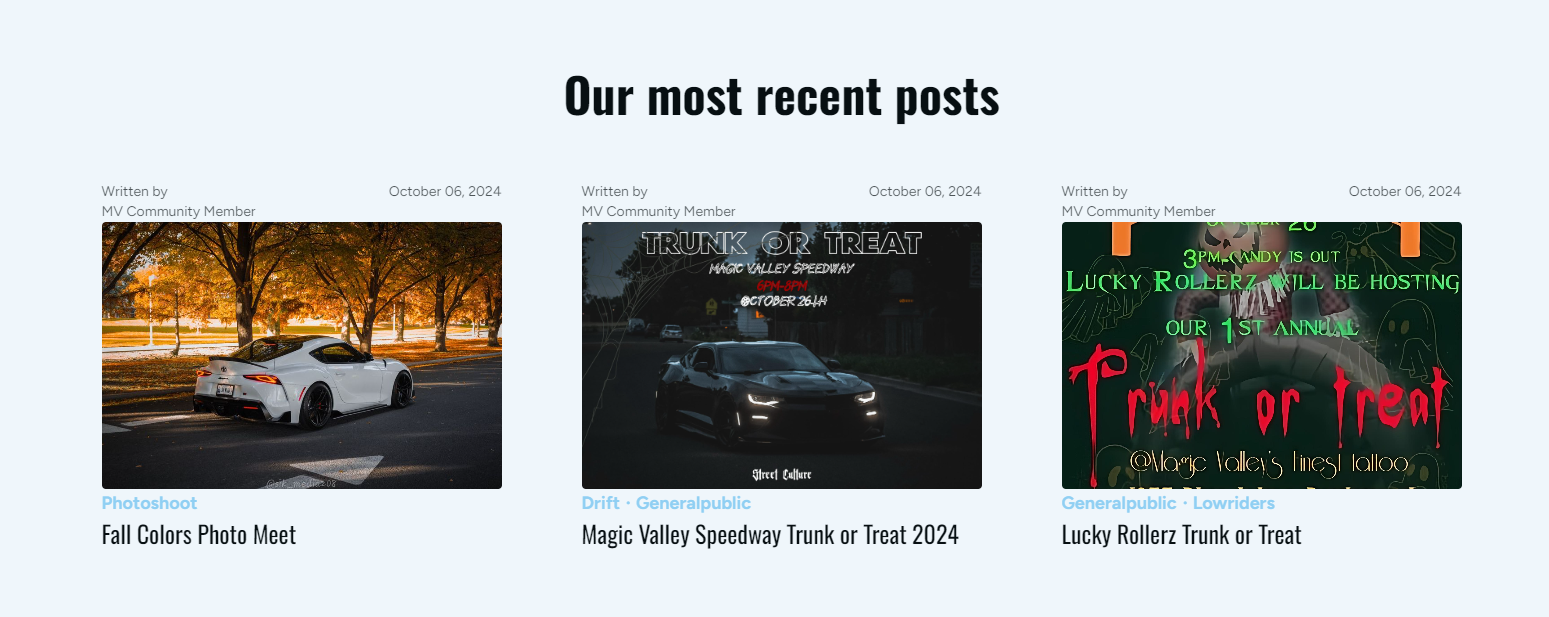 Our most recent posts
Written by
October 06, 2024
MV Community Member
@stk_media208
Photoshoot
Fall Colors Photo Meet
Written by
October 06, 2024
MV Community Member
TRUNK OR TREAT
MAGIC VALLEY SPEEDWAY
6PM-8PM
OCTOBER 26TH
Street Culture
Drift · Generalpublic
Magic Valley Speedway Trunk or Treat 2024
Written by
October 06, 2024
MV Community Member
3PM CANDY IS OUT
LUCKY ROLLERZ WILL BE HOSTING
OUR 1ST ANNUAL
Trunk or treat
@Magic Valley's Finest Tattoo
Generalpublic · Lowriders
Lucky Rollerz Trunk or Treat